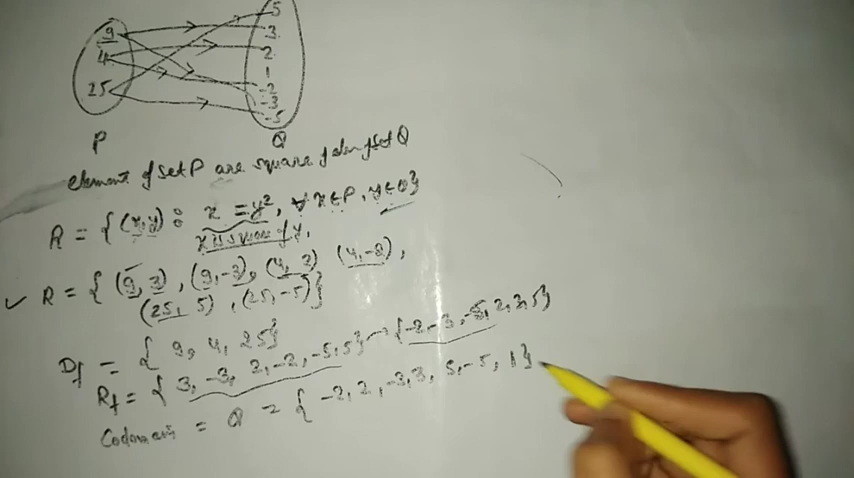 9
4
25
5
3
2
1
-2
-3
-5
P
Q
element of set P are square of elem of set Q
R = { (x,y) : x = y², ∀ x ∈ P, y ∈ Q }
x is square of y.
✓ R = { (9, 3), (9, -3), (4, 2) (4, -2),
(25, 5), (25, -5) }
Df = { 9, 4, 25 }
Rf = { 3, -3, 2, -2, -5, 5 } → { -2, -3, -5, 2, 3, 5 }
Codomain = Q = { -2, 2, -3, 3, 5, -5, 1 }